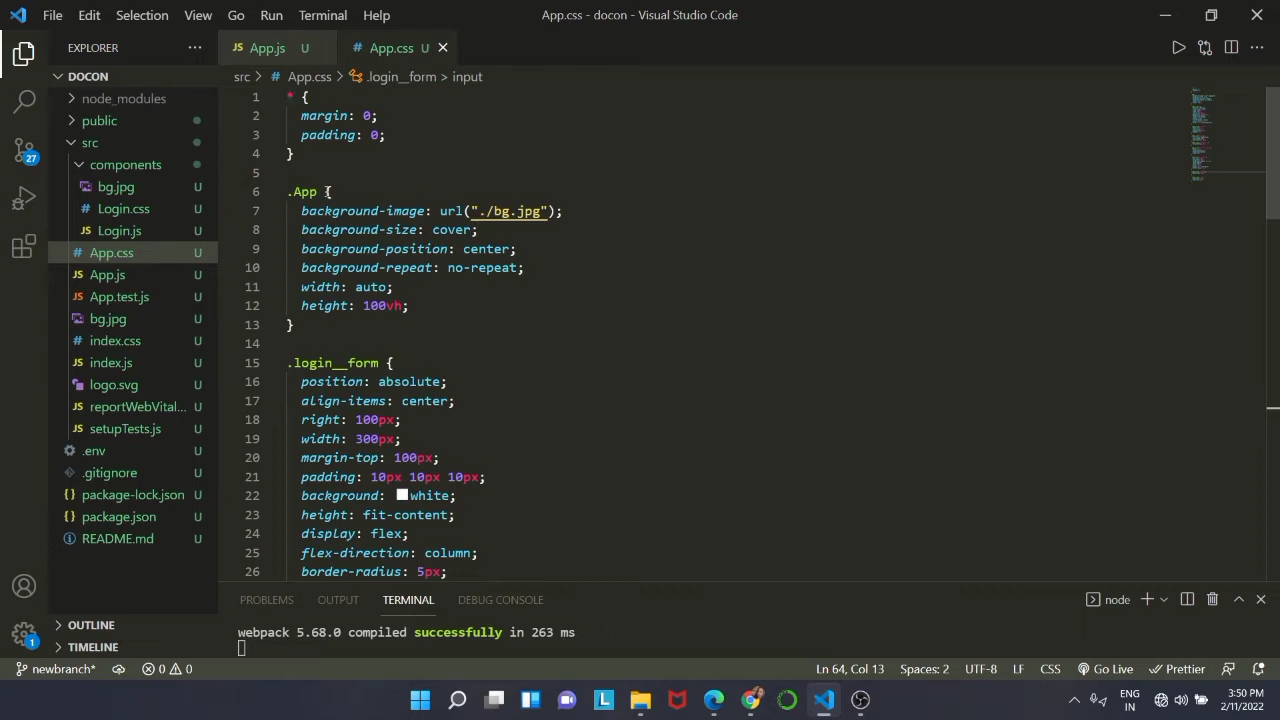 File Edit Selection View Go Run Terminal Help App.css - docon - Visual Studio Code
EXPLORER ··· JS App.js U # App.css U
DOCON src > # App.css > .login__form > input
node_modules
public
src
components
bg.jpg U
Login.css U
JS Login.js U
# App.css U
JS App.js U
JS App.test.js U
bg.jpg U
# index.css U
JS index.js U
logo.svg U
JS reportWebVital... U
JS setupTests.js U
.env U
.gitignore U
package-lock.json U
package.json U
README.md U
OUTLINE
TIMELINE
27
1
1 * {
2 margin: 0;
3 padding: 0;
4 }
5
6 .App {
7 background-image: url("./bg.jpg");
8 background-size: cover;
9 background-position: center;
10 background-repeat: no-repeat;
11 width: auto;
12 height: 100vh;
13 }
14
15 .login__form {
16 position: absolute;
17 align-items: center;
18 right: 100px;
19 width: 300px;
20 margin-top: 100px;
21 padding: 10px 10px 10px;
22 background: white;
23 height: fit-content;
24 display: flex;
25 flex-direction: column;
26 border-radius: 5px;
PROBLEMS OUTPUT TERMINAL DEBUG CONSOLE node
webpack 5.68.0 compiled successfully in 263 ms
newbranch* 0 0 Ln 64, Col 13 Spaces: 2 UTF-8 LF CSS Go Live Prettier
L ENG 3:50 PM
IN 2/11/2022